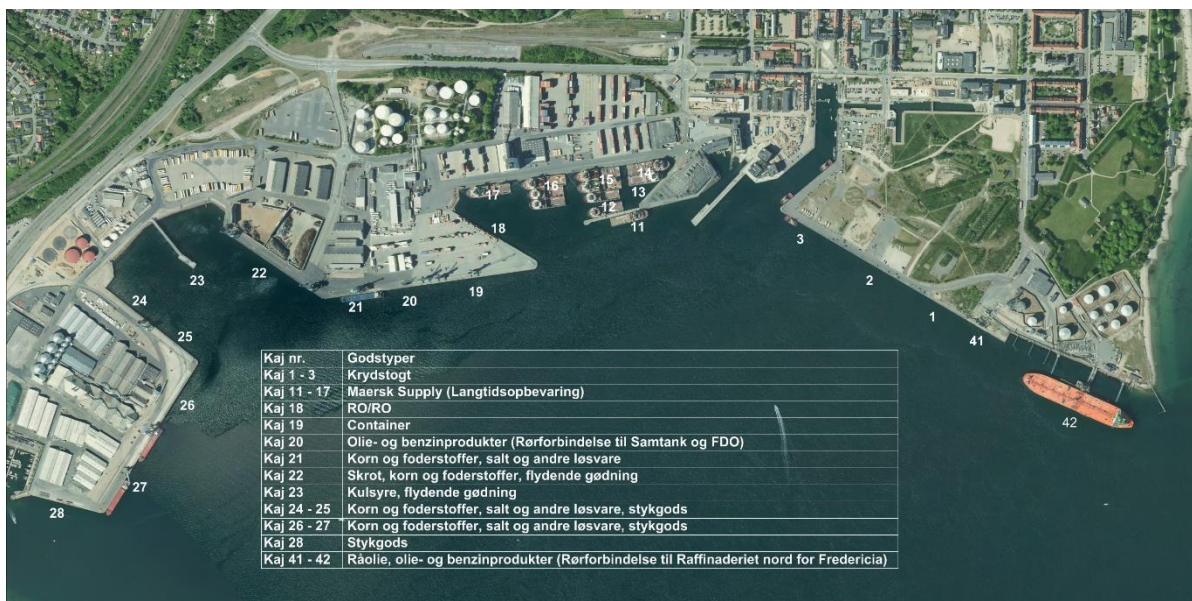 17
16
15
14
13
12
11
18
3
23
22
24
21
20
19
2
25
1
41
26
42
27
28
Kaj nr. Godstyper
Kaj 1 - 3 Krydstogt
Kaj 11 - 17 Maersk Supply (Langtidsopbevaring)
Kaj 18 RO/RO
Kaj 19 Container
Kaj 20 Olie- og benzinprodukter (Rørforbindelse til Samtank og FDO)
Kaj 21 Korn og foderstoffer, salt og andre løsvare
Kaj 22 Skrot, korn og foderstoffer, flydende gødning
Kaj 23 Kulsyre, flydende gødning
Kaj 24 - 25 Korn og foderstoffer, salt og andre løsvare, stykgods
Kaj 26 - 27 Korn og foderstoffer, salt og andre løsvare, stykgods
Kaj 28 Stykgods
Kaj 41 - 42 Råolie, olie- og benzinprodukter (Rørforbindelse til Raffinaderiet nord for Fredericia)